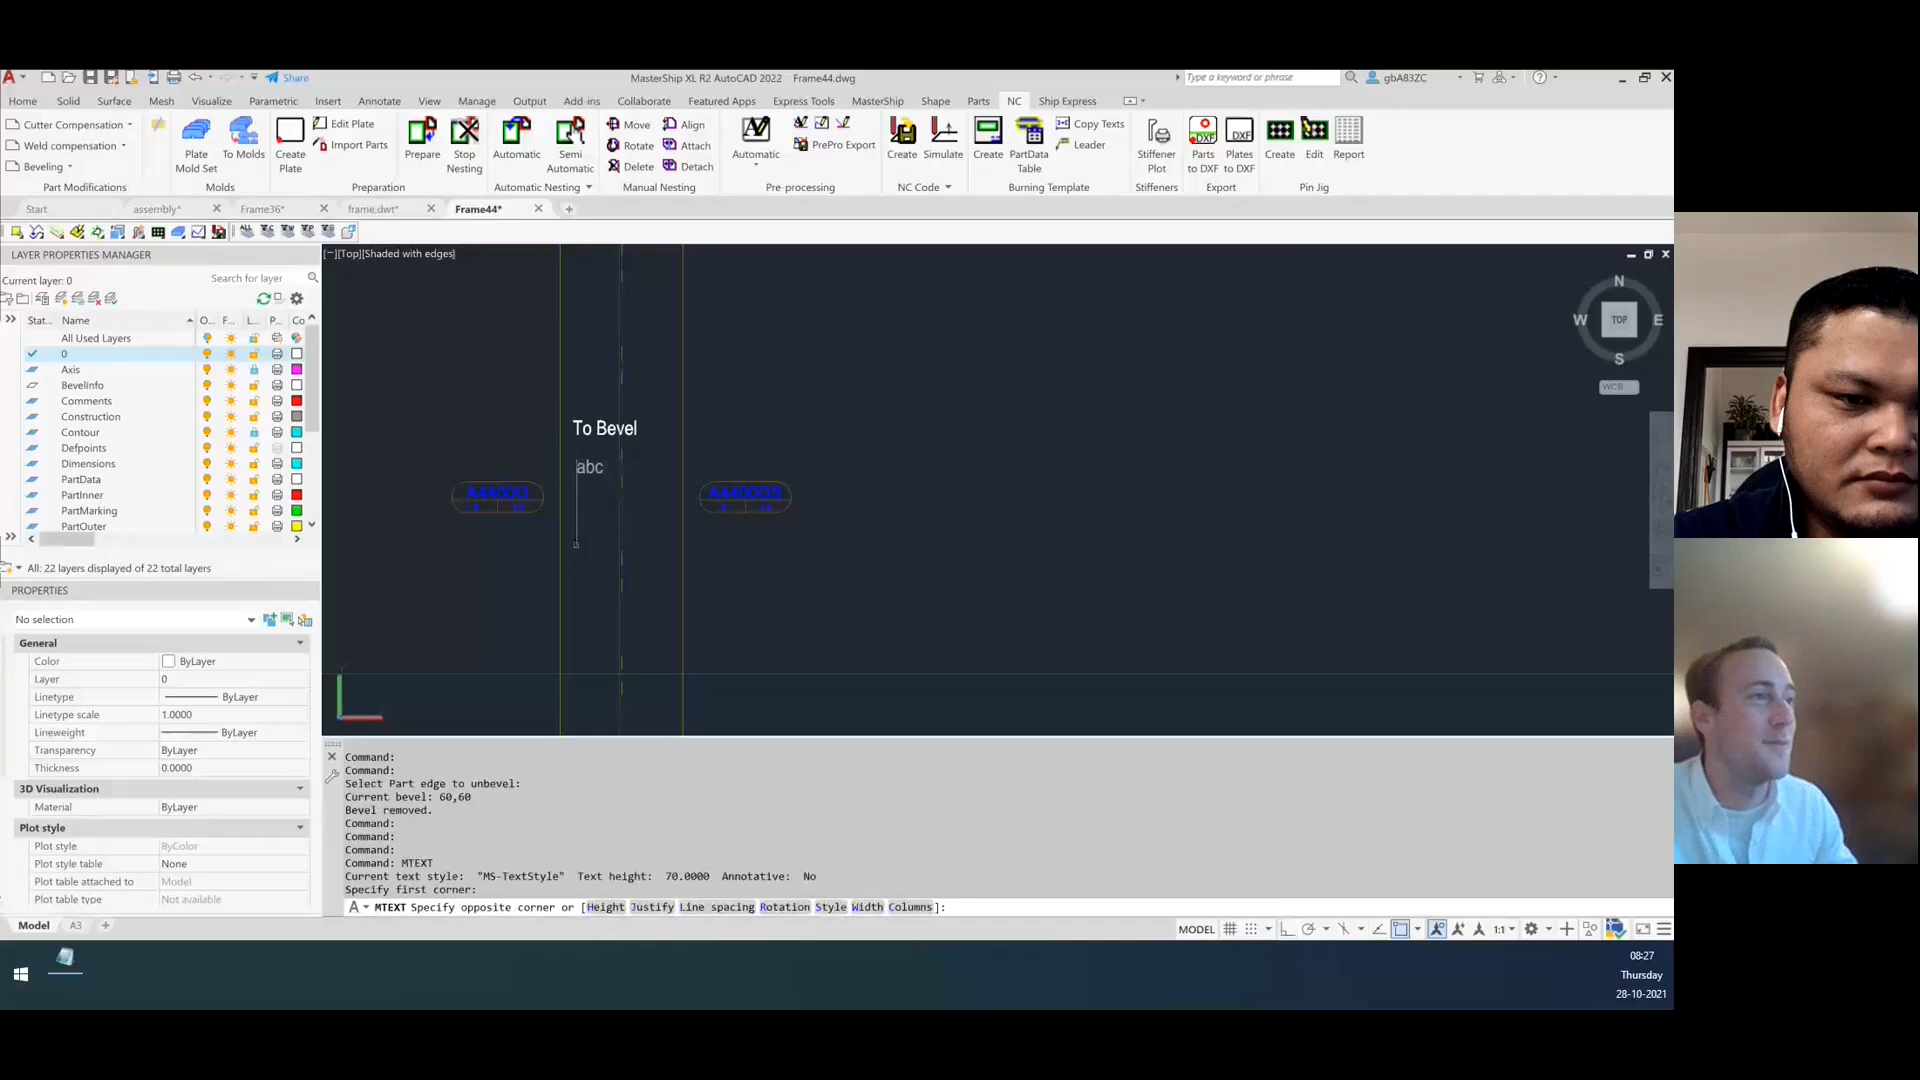 Share
MasterShip XL R2 AutoCAD 2022 Frame44.dwg
Type a keyword or phrase
gbA83ZC
Home Solid Surface Mesh Visualize Parametric Insert Annotate View Manage Output Add-ins Collaborate Featured Apps Express Tools MasterShip Shape Parts NC Ship Express
Cutter Compensation
Weld compensation
Beveling
Part Modifications
Plate Mold Set
To Molds
Molds
Create Plate
Edit Plate
Import Parts
Prepare
Stop Nesting
Preparation
Automatic
Semi Automatic
Automatic Nesting
Move Align
Rotate Attach
Delete Detach
Manual Nesting
Automatic
PrePro Export
Pre-processing
Create Simulate
NC Code
Create
PartData Table
Copy Texts
Leader
Burning Template
Stiffener Plot
Stiffeners
Parts to DXF
Plates to DXF
Export
Create Edit Report
Pin Jig
Start assembly* Frame36* frame.dwt* Frame44*
LAYER PROPERTIES MANAGER
Current layer: 0
Search for layer
Stat... Name O... F... L... P... Co
All Used Layers
0
Axis
BevelInfo
Comments
Construction
Contour
Defpoints
Dimensions
PartData
PartInner
PartMarking
PartOuter
All: 22 layers displayed of 22 total layers
PROPERTIES
No selection
General
Color ByLayer
Layer 0
Linetype ByLayer
Linetype scale 1.0000
Lineweight ByLayer
Transparency ByLayer
Thickness 0.0000
3D Visualization
Material ByLayer
Plot style
Plot style ByColor
Plot style table None
Plot table attached to Model
Plot table type Not available
[−][Top][Shaded with edges]
N
W TOP E
S
WCS
To Bevel
abc
Command:
Command:
Select Part edge to unbevel:
Current bevel: 60,60
Bevel removed.
Command:
Command:
Command:
Command: MTEXT
Current text style: "MS-TextStyle" Text height: 70.0000 Annotative: No
Specify first corner:
MTEXT Specify opposite corner or [Height Justify Line spacing Rotation Style Width Columns]:
Model A3
MODEL
1:1
08:27
Thursday
28-10-2021